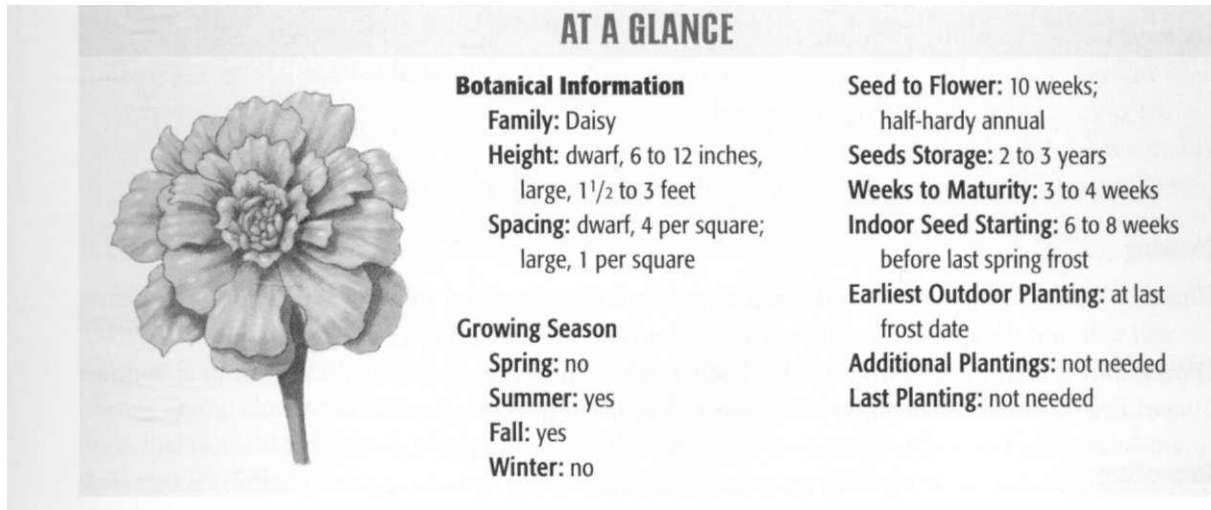 AT A GLANCE
Botanical Information
Family: Daisy
Height: dwarf, 6 to 12 inches,
large, 1 1/2 to 3 feet
Spacing: dwarf, 4 per square;
large, 1 per square
Growing Season
Spring: no
Summer: yes
Fall: yes
Winter: no
Seed to Flower: 10 weeks;
half-hardy annual
Seeds Storage: 2 to 3 years
Weeks to Maturity: 3 to 4 weeks
Indoor Seed Starting: 6 to 8 weeks
before last spring frost
Earliest Outdoor Planting: at last
frost date
Additional Plantings: not needed
Last Planting: not needed